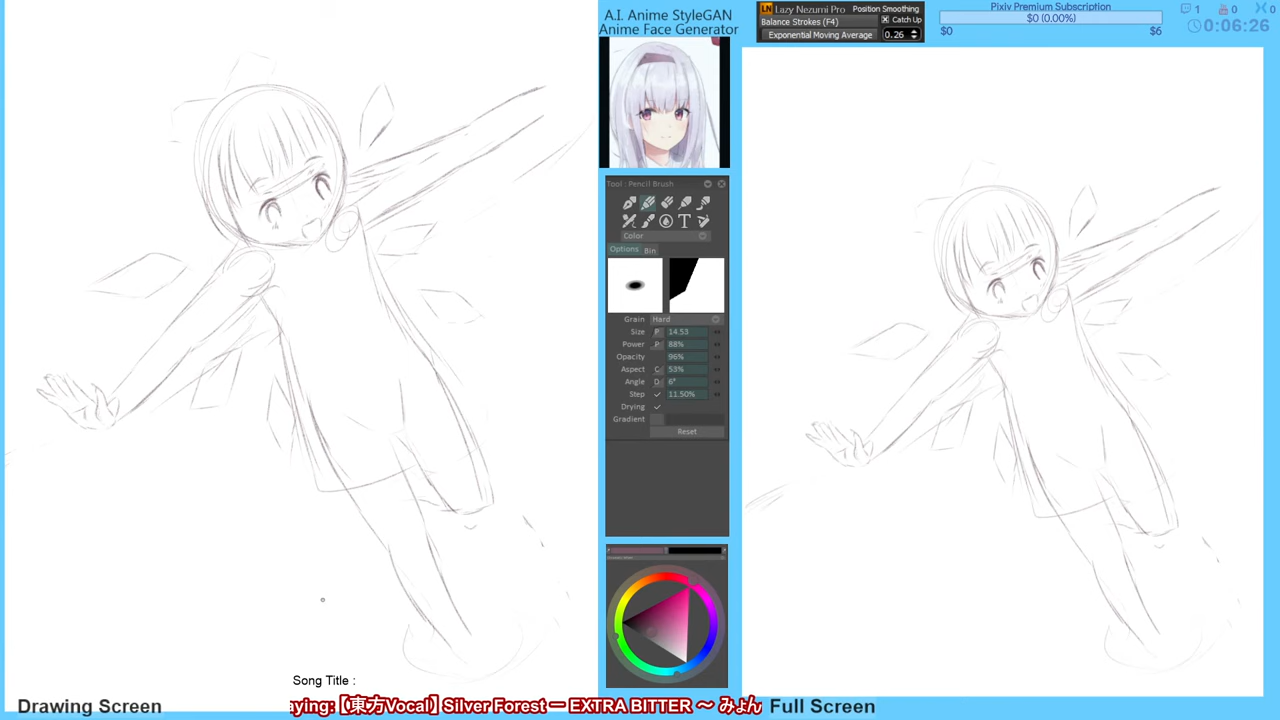 A.I. Anime StyleGAN
Anime Face Generator
LN Lazy Nezumi Pro
Position Smoothing
Balance Strokes (F4)
Catch Up
Exponential Moving Average
0.26
Pixiv Premium Subscription
$0 (0.00%)
$0
$6
1
0
0
0:06:26
Tool : Pencil Brush
Color
Options
Bin
Grain Hard
Size P 14.53
Power P 88%
Opacity 96%
Aspect C 53%
Angle D 6°
Step 11.50%
Drying
Gradient
Reset
Song Title :
aying:【東方Vocal】Silver Forest ー EXTRA BITTER ～ みょん
Drawing Screen
Full Screen